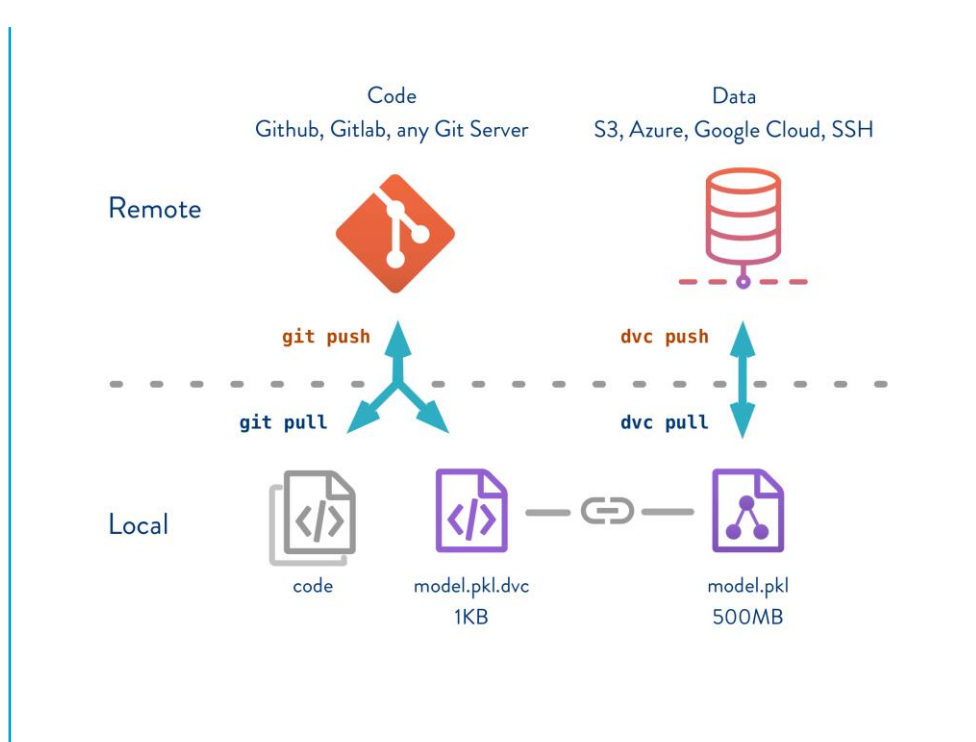 Code
Github, Gitlab, any Git Server
Data
S3, Azure, Google Cloud, SSH
Remote
git push
dvc push
git pull
dvc pull
Local
code
model.pkl.dvc
1KB
model.pkl
500MB